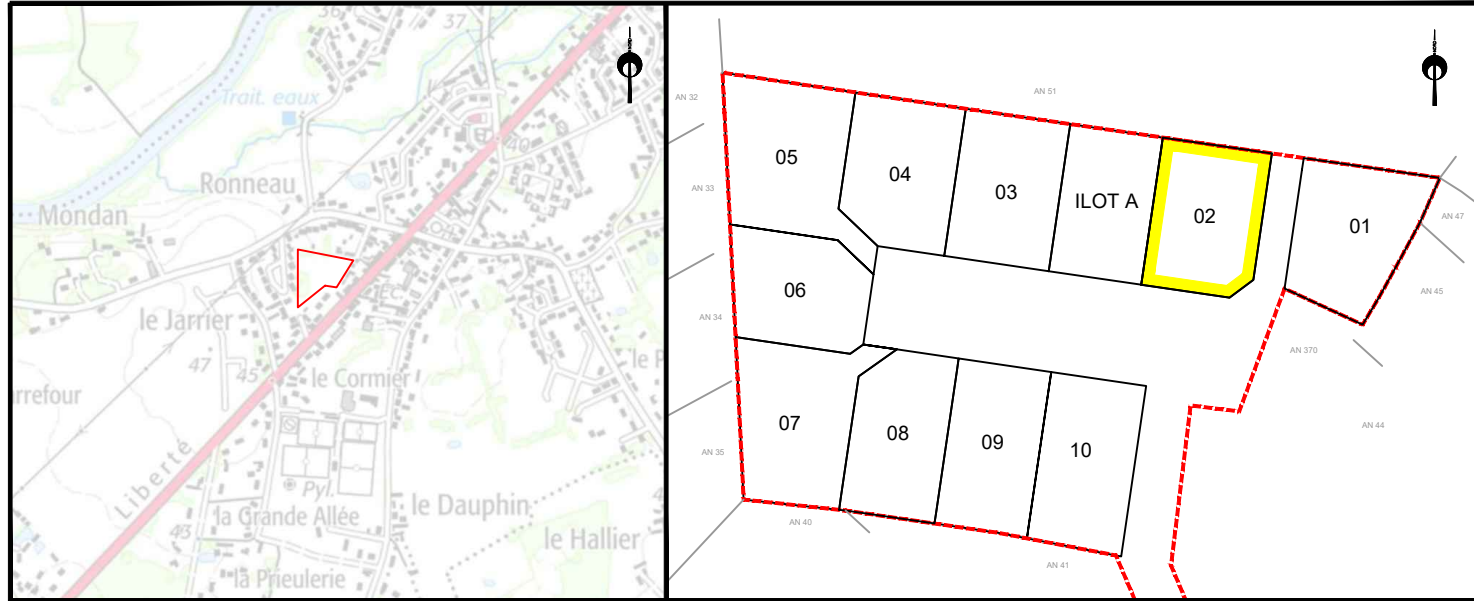 36
37
Trait. eaux
40
Ronneau
Mondan
le Jarrier
47
45
le Cormier
Liberté
Pyl.
la Grande Allée
43
le Dauphin
le Hallier
la Prieulerie
AN 32
AN 51
05
04
03
ILOT A
02
01
AN 47
AN 33
AN 45
06
AN 34
AN 370
07
08
09
10
AN 44
AN 35
AN 40
AN 41